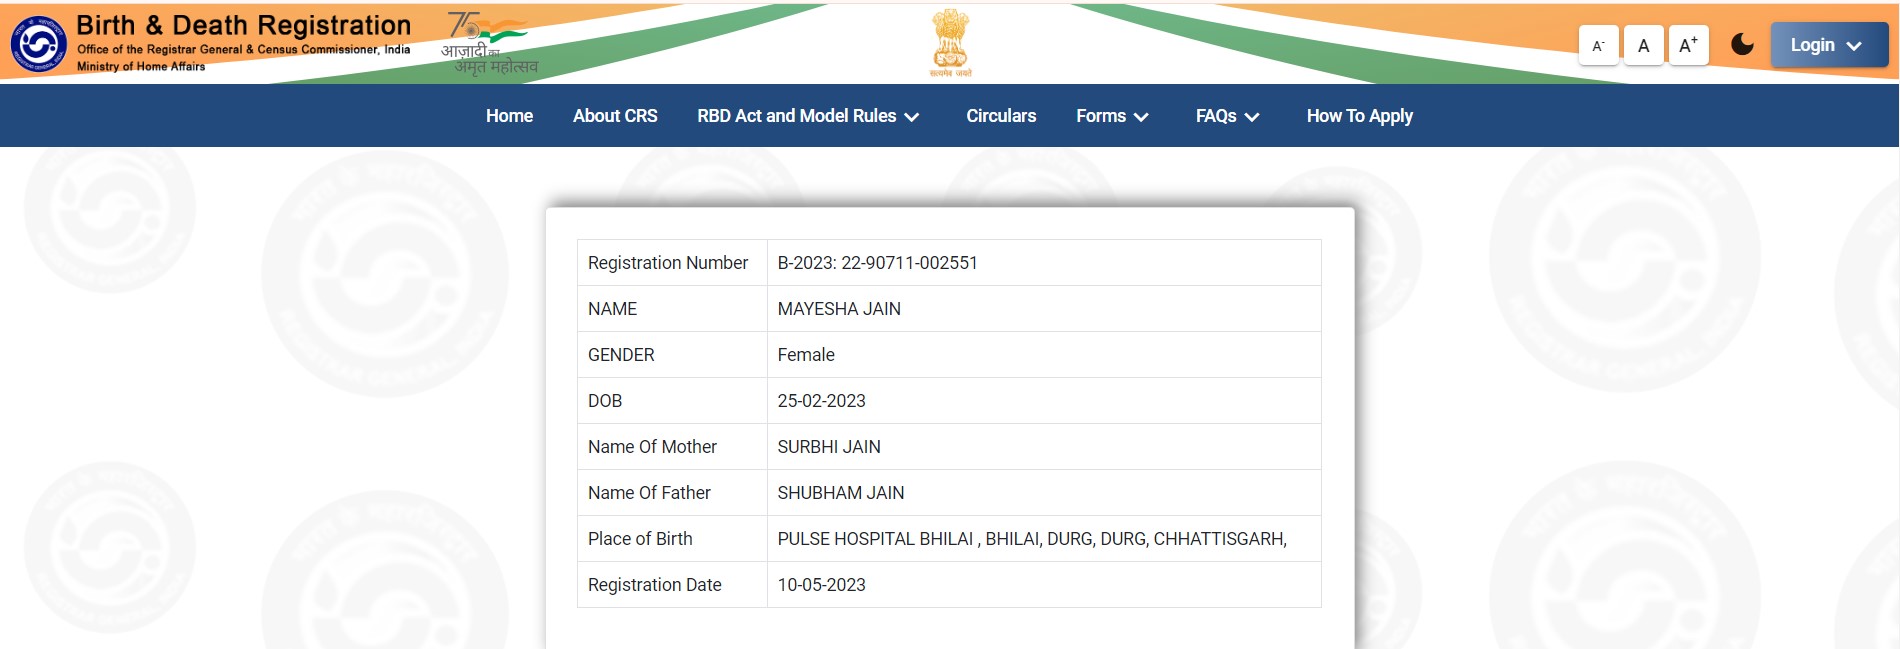 Birth & Death Registration
Office of the Registrar General & Census Commissioner, India
Ministry of Home Affairs
75
आज़ादी का
अमृत महोत्सव
सत्यमेव जयते
A-
A
A+
Login
Home
About CRS
RBD Act and Model Rules
Circulars
Forms
FAQs
How To Apply
Registration Number B-2023: 22-90711-002551
NAME MAYESHA JAIN
GENDER Female
DOB 25-02-2023
Name Of Mother SURBHI JAIN
Name Of Father SHUBHAM JAIN
Place of Birth PULSE HOSPITAL BHILAI , BHILAI, DURG, DURG, CHHATTISGARH,
Registration Date 10-05-2023